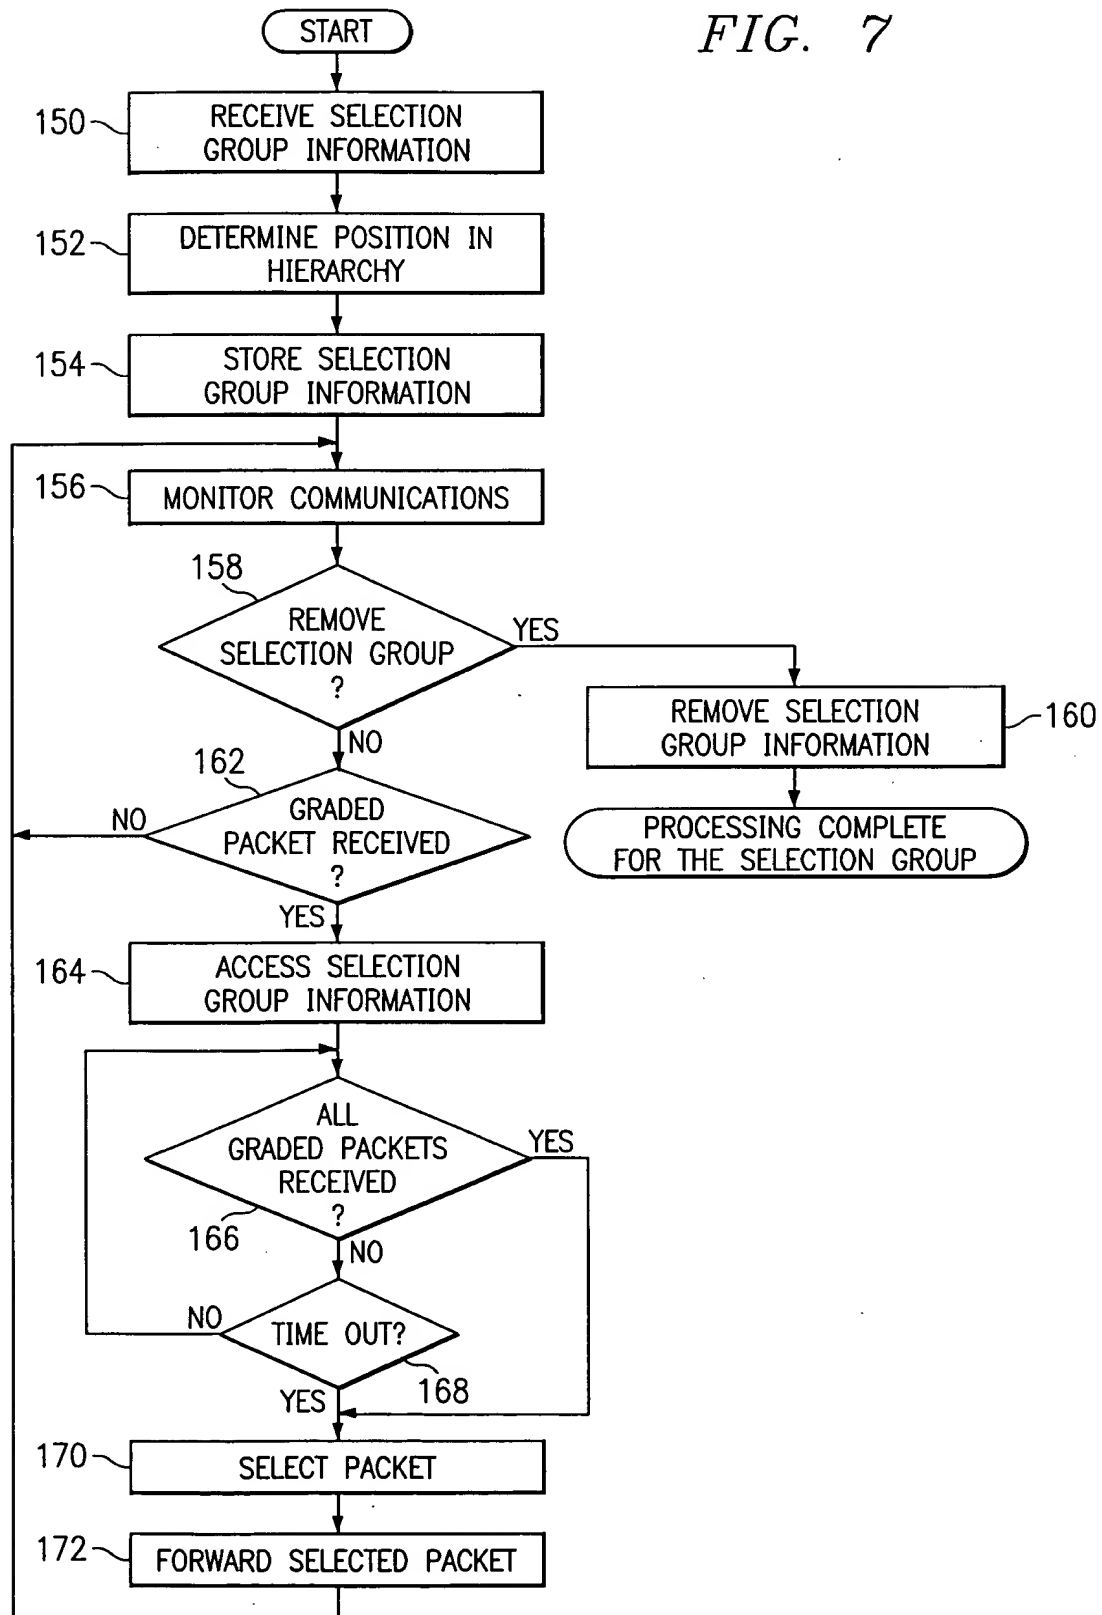 FIG. 7
START
150
RECEIVE SELECTION
GROUP INFORMATION
152
DETERMINE POSITION IN
HIERARCHY
154
STORE SELECTION
GROUP INFORMATION
156
MONITOR COMMUNICATIONS
158
REMOVE
SELECTION GROUP
?
YES
NO
REMOVE SELECTION
GROUP INFORMATION
160
PROCESSING COMPLETE
FOR THE SELECTION GROUP
162
GRADED
PACKET RECEIVED
?
NO
YES
164
ACCESS SELECTION
GROUP INFORMATION
ALL
GRADED PACKETS
RECEIVED
?
166
YES
NO
TIME OUT?
168
NO
YES
170
SELECT PACKET
172
FORWARD SELECTED PACKET